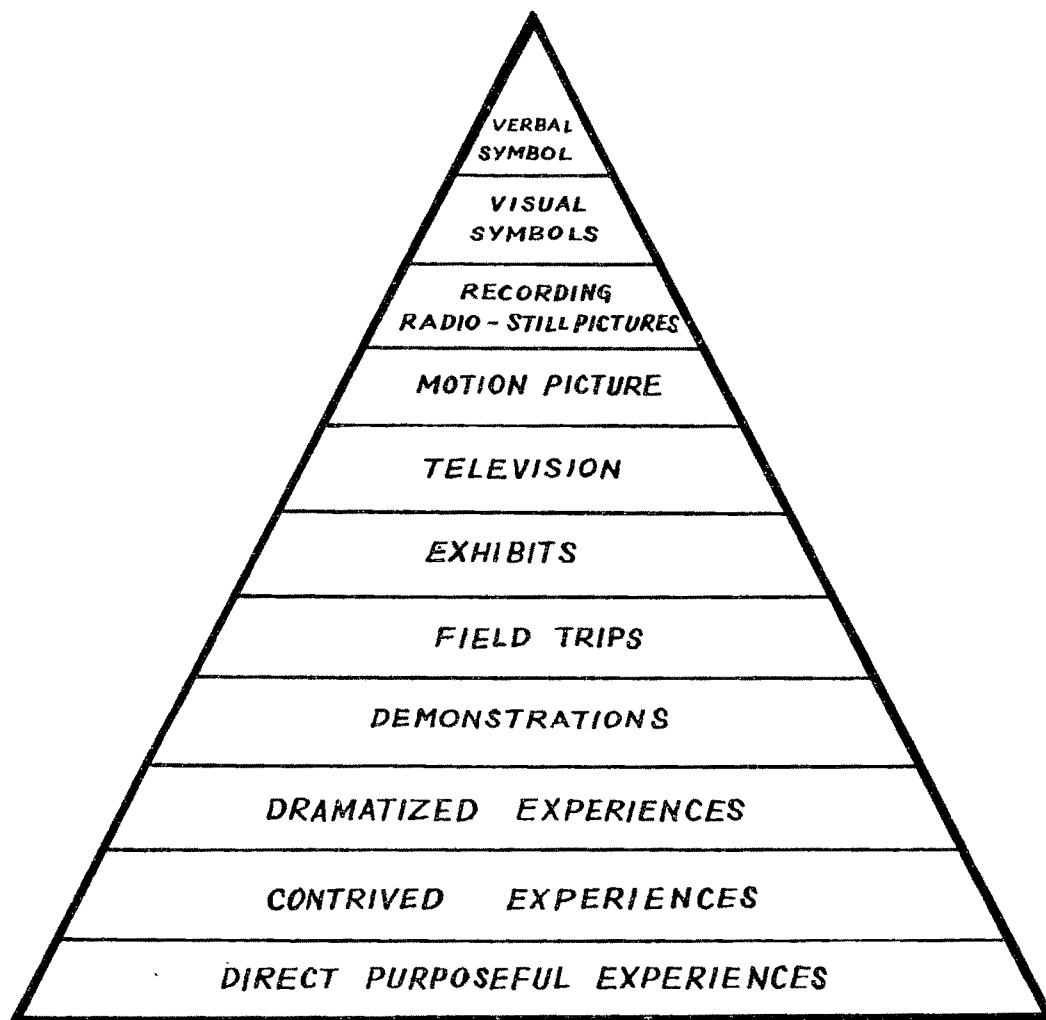 VERBAL
SYMBOL
VISUAL
SYMBOLS
RECORDING
RADIO - STILL PICTURES
MOTION PICTURE
TELEVISION
EXHIBITS
FIELD TRIPS
DEMONSTRATIONS
DRAMATIZED EXPERIENCES
CONTRIVED EXPERIENCES
DIRECT PURPOSEFUL EXPERIENCES